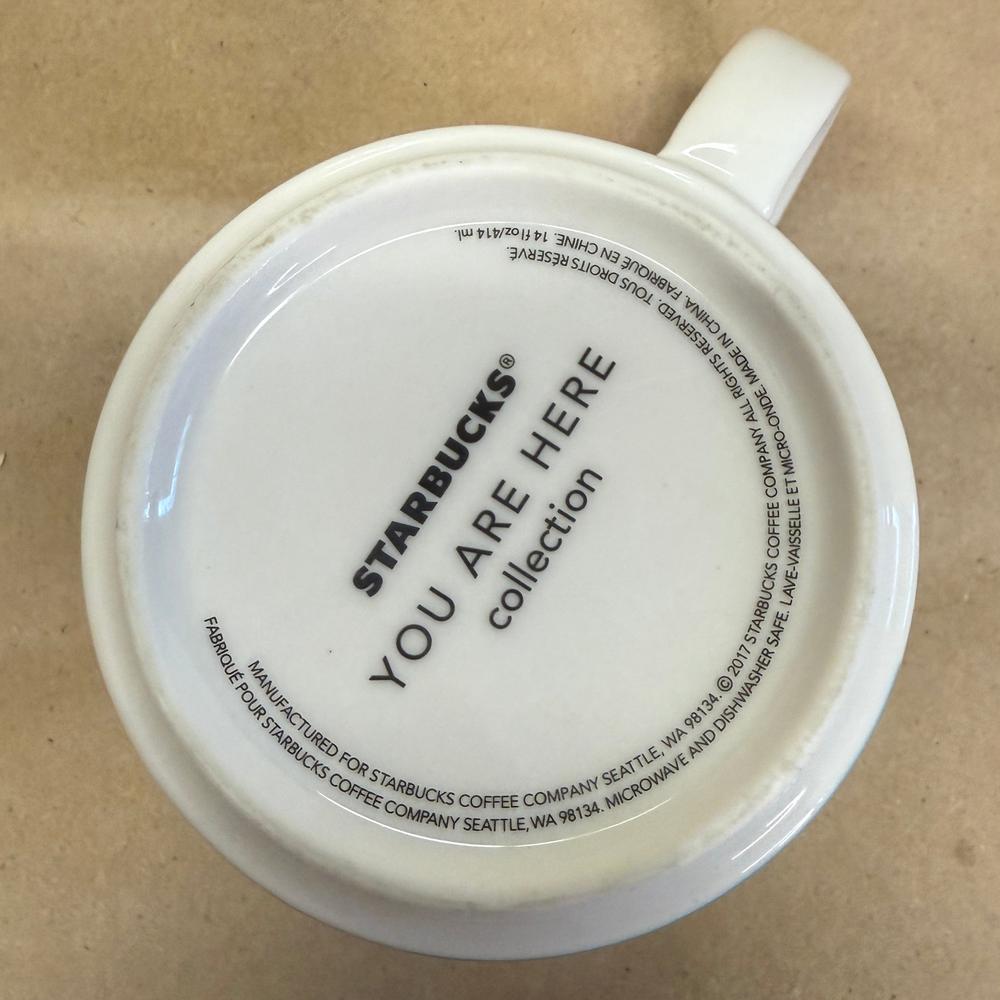 STARBUCKS®
YOU ARE HERE
collection
MANUFACTURED FOR STARBUCKS COFFEE COMPANY SEATTLE, WA 98134. © 2017 STARBUCKS COFFEE COMPANY ALL RIGHTS RESERVED. TOUS DROITS RÉSERVÉ.
FABRIQUÉ POUR STARBUCKS COFFEE COMPANY SEATTLE, WA 98134. MICROWAVE AND DISHWASHER SAFE. LAVE-VAISSELLE ET MICRO-ONDE. MADE IN CHINA. FABRIQUÉ EN CHINE. 14 fl oz/414 ml.